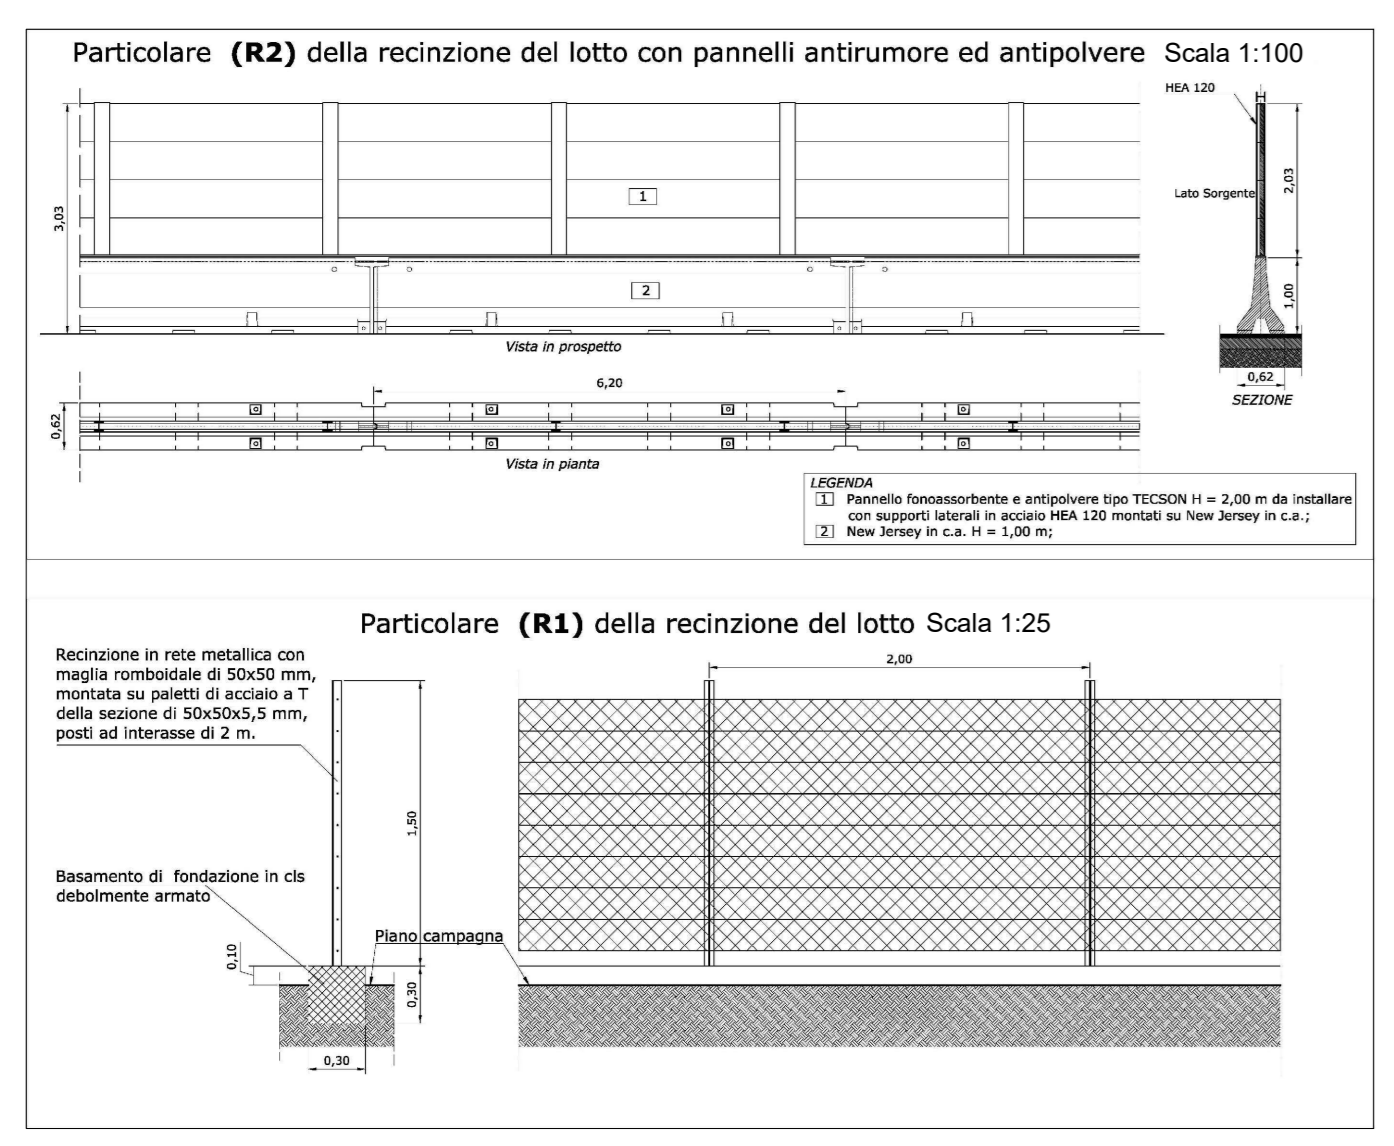 Particolare (R2) della recinzione del lotto con pannelli antirumore ed antipolvere Scala 1:100
HEA 120
3,03
1
2
Vista in prospetto
2,03
Lato Sorgente
1,00
0,62
SEZIONE
6,20
0,62
Vista in pianta
LEGENDA
1 Pannello fonoassorbente e antipolvere tipo TECSON H = 2,00 m da installare
con supporti laterali in acciaio HEA 120 montati su New Jersey in c.a.;
2 New Jersey in c.a. H = 1,00 m;
Particolare (R1) della recinzione del lotto Scala 1:25
Recinzione in rete metallica con
maglia romboidale di 50x50 mm,
montata su paletti di acciaio a T
della sezione di 50x50x5,5 mm,
posti ad interasse di 2 m.
2,00
1,50
Basamento di fondazione in cls
debolmente armato
Piano campagna
0,10
0,30
0,30